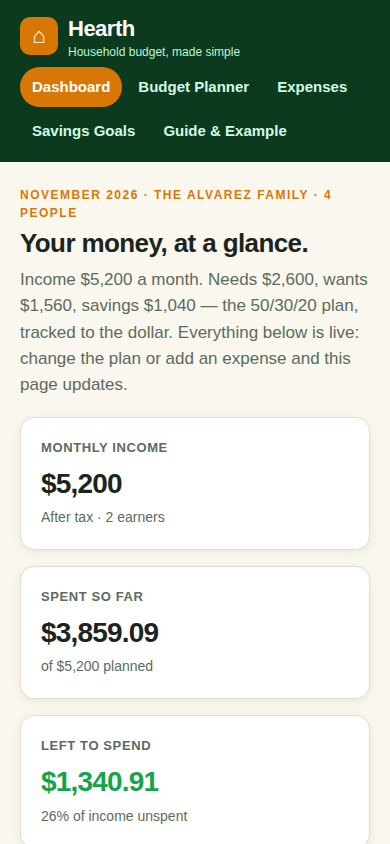 Hearth
Household budget, made simple
Dashboard Budget Planner Expenses
Savings Goals Guide & Example
NOVEMBER 2026 · THE ALVAREZ FAMILY · 4
PEOPLE
Your money, at a glance.
Income $5,200 a month. Needs $2,600, wants
$1,560, savings $1,040 — the 50/30/20 plan,
tracked to the dollar. Everything below is live:
change the plan or add an expense and this
page updates.
MONTHLY INCOME
$5,200
After tax · 2 earners
SPENT SO FAR
$3,859.09
of $5,200 planned
LEFT TO SPEND
$1,340.91
26% of income unspent